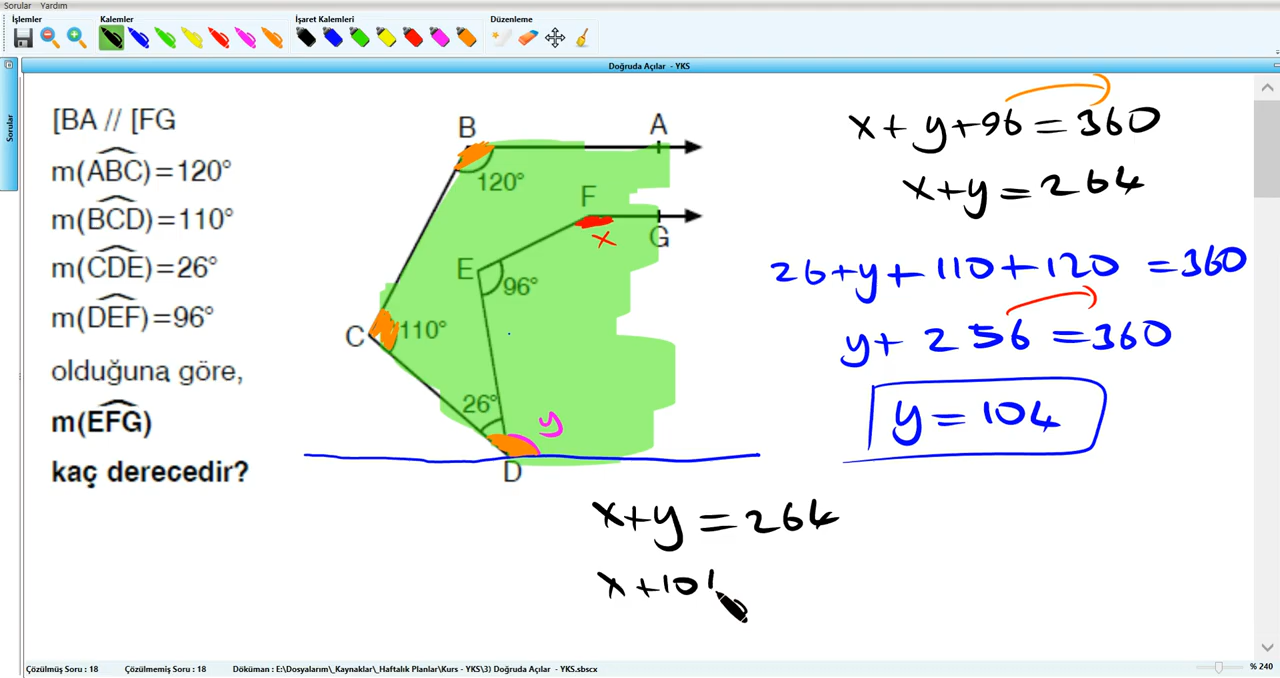 Sorular Yardım
İşlemler Kalemler İşaret Kalemleri Düzenleme
Doğruda Açılar - YKS
Sorular
[BA // [FG
m(ABC)=120°
m(BCD)=110°
m(CDE)=26°
m(DEF)=96°
olduğuna göre,
m(EFG)
kaç derecedir?
B A
120°
F
x G
E
96°
C 110°
26° y
D
x+y+96=360
x+y=264
26+y+110+120=360
y+256=360
y=104
x+y=264
x+104
Çözülmüş Soru : 18 Çözülmemiş Soru : 18 Döküman : E:\Dosyalarım\_Kaynaklar\_Haftalık Planlar\Kurs - YKS\3) Doğruda Açılar - YKS.sbscx % 240